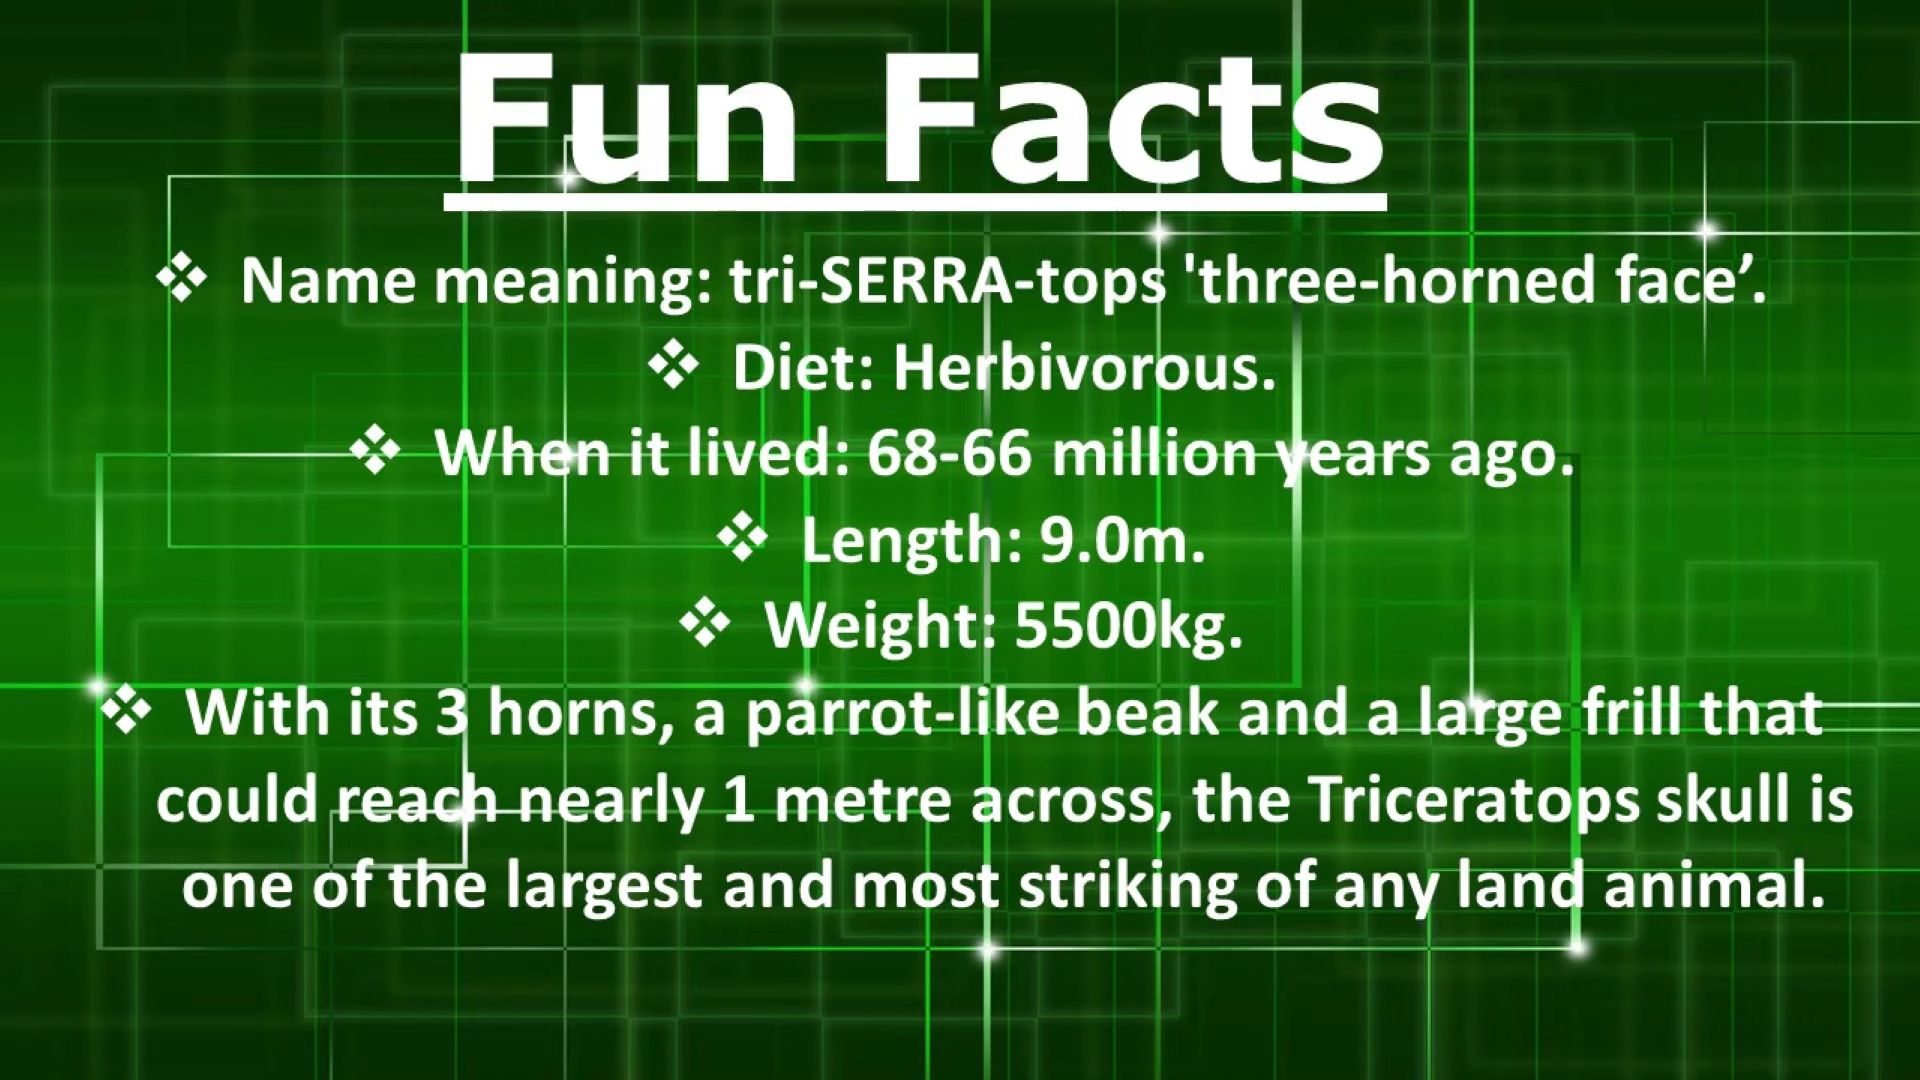 Fun Facts
❖ Name meaning: tri-SERRA-tops 'three-horned face’.
❖ Diet: Herbivorous.
❖ When it lived: 68-66 million years ago.
❖ Length: 9.0m.
❖ Weight: 5500kg.
❖ With its 3 horns, a parrot-like beak and a large frill that
could reach nearly 1 metre across, the Triceratops skull is
one of the largest and most striking of any land animal.